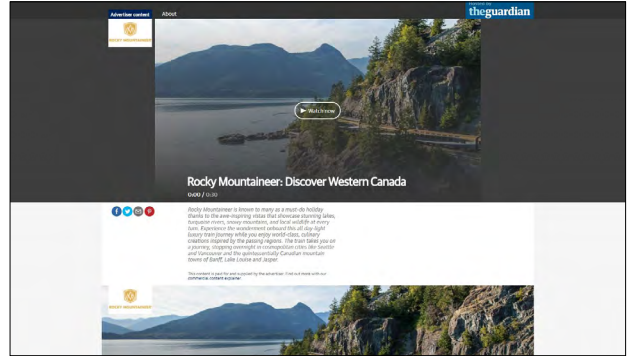 Advertiser content
About
theguardian
ROCKY MOUNTAINEER
Watch now
Rocky Mountaineer: Discover Western Canada
0:00 / 0:30
Rocky Mountaineer is known to many as a must-do holiday
thanks to the awe-inspiring vistas that showcase stunning lakes,
turquoise rivers, snowy mountains, and local wildlife at every
turn. Experience the wonderment onboard this all day-light
luxury train journey while you enjoy world-class, culinary
creations inspired by the passing regions. The train takes you on
a journey, stopping overnight in cosmopolitan cities like Seattle
and Vancouver and the quintessentially Canadian mountain
towns of Banff, Lake Louise and Jasper.
This content is paid for and supplied by the advertiser. Find out more with our
commercial content explainer
ROCKY MOUNTAINEER